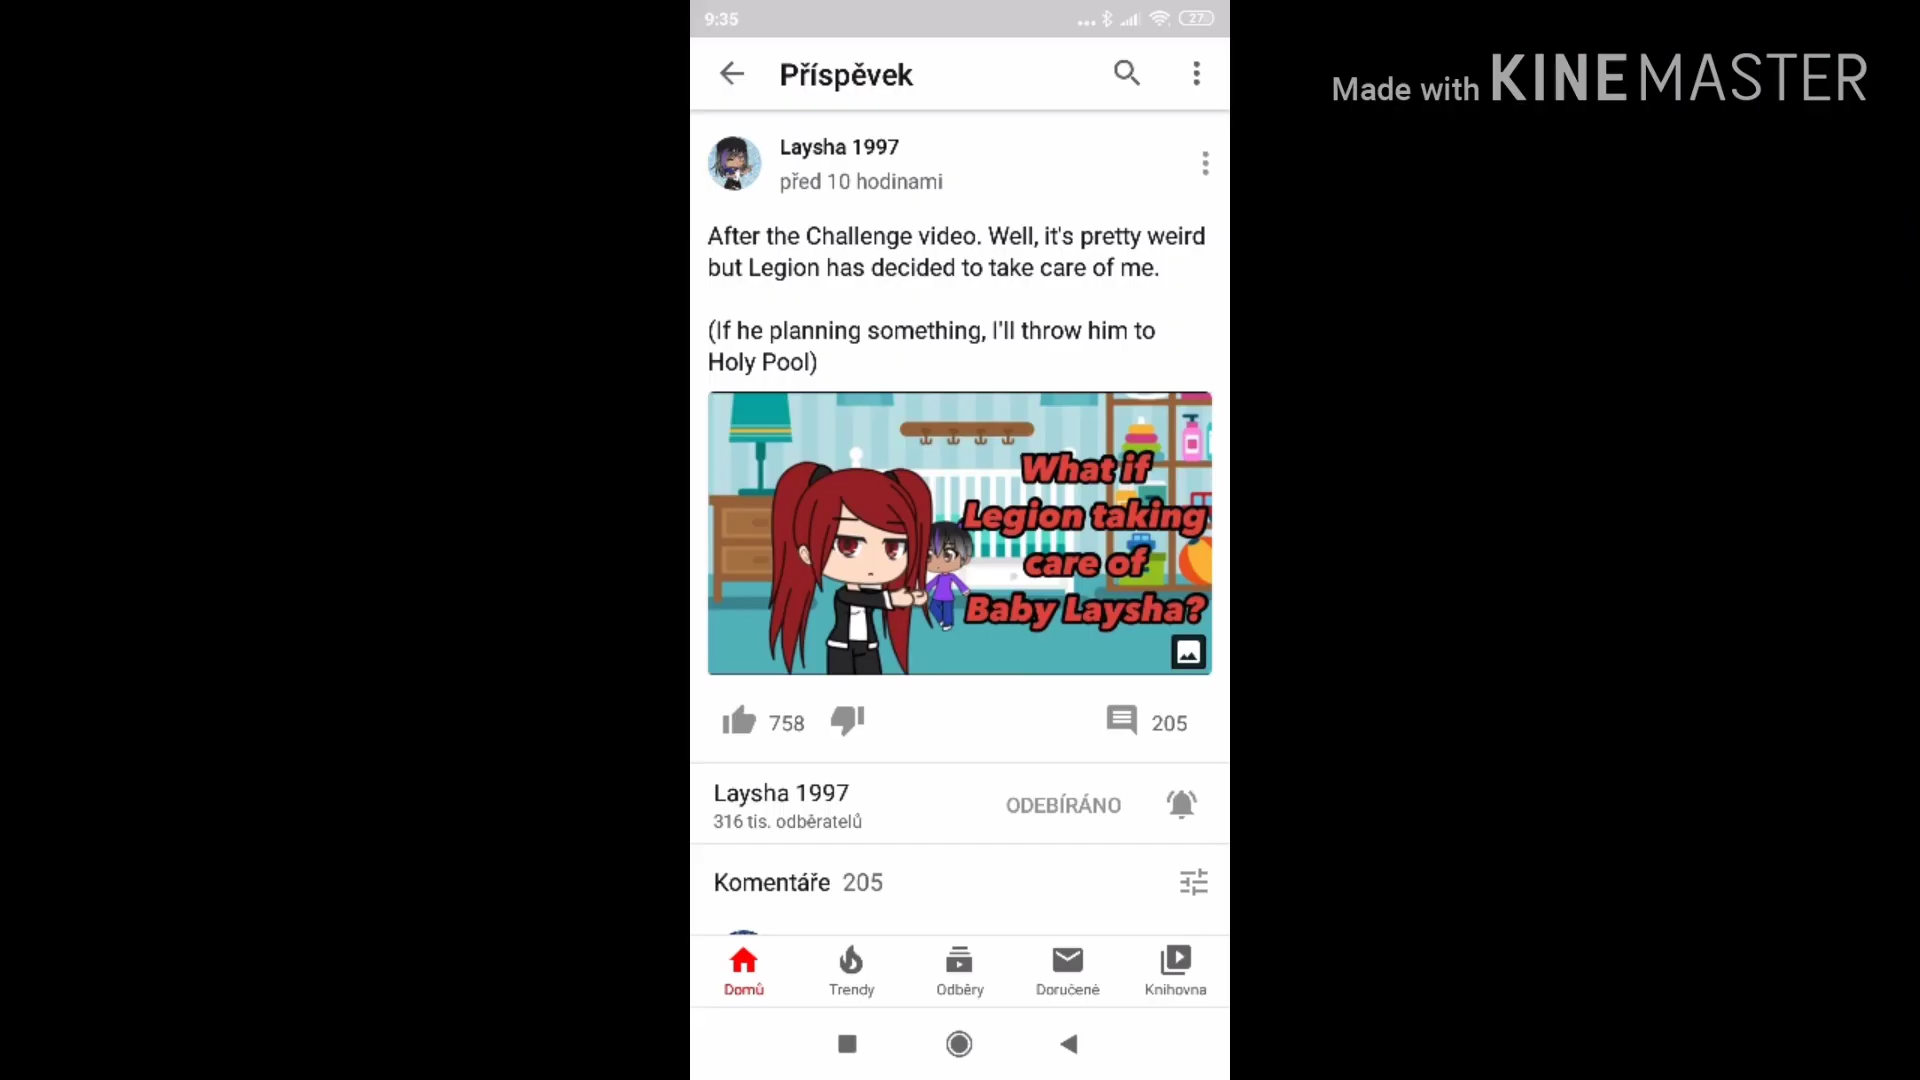 9:35
27
Made with KINEMASTER
Příspěvek
Laysha 1997
před 10 hodinami
After the Challenge video. Well, it's pretty weird
but Legion has decided to take care of me.
(If he planning something, I'll throw him to
Holy Pool)
What if
Legion taking
care of
Baby Laysha?
758
205
Laysha 1997
316 tis. odběratelů
ODEBÍRÁNO
Komentáře 205
Domů
Trendy
Odběry
Doručené
Knihovna